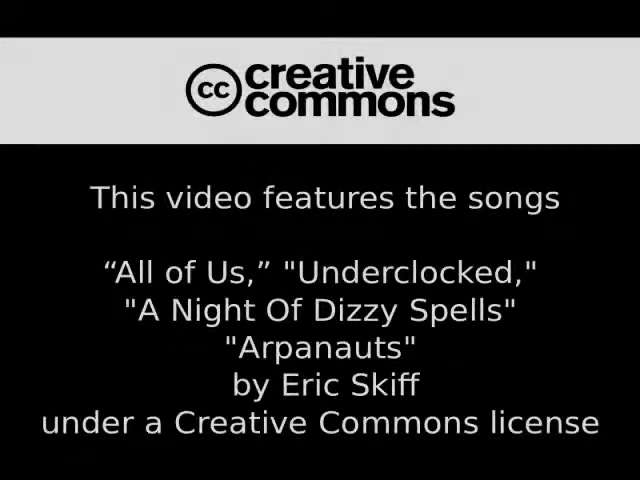 cc creative
commons
This video features the songs
“All of Us,” "Underclocked,"
"A Night Of Dizzy Spells"
"Arpanauts"
by Eric Skiff
under a Creative Commons license